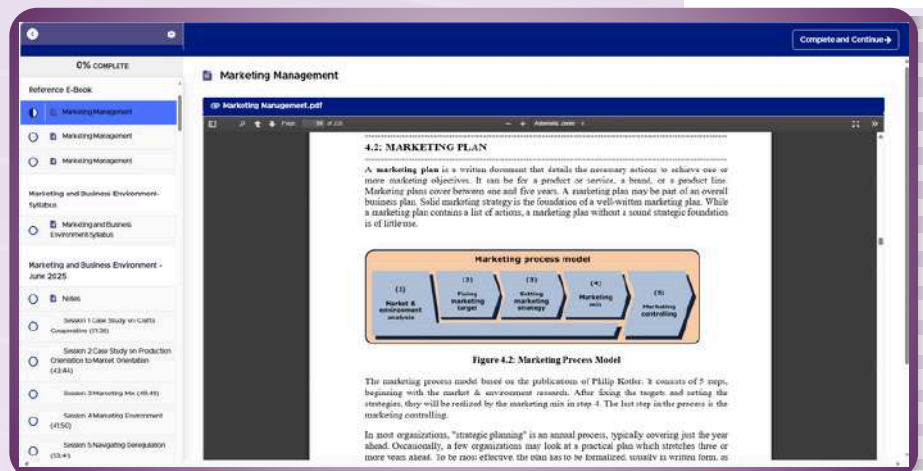 Complete and Continue →
0% COMPLETE
Reference E-Book
Marketing Management
Marketing Management
Marketing Management
Marketing and Business Environment-
Syllabus
Marketing and Business
Environment Syllabus
Marketing and Business Environment -
June 2025
Notes
Session 1 Case Study on Crafts
Cooperative
Session 2 Case Study on Production
Orientation to Market Orientation
(43:44)
Session 3 Marketing Mix
Session 4 Marketing Environment
(41:50)
Session 5 Navigating Deregulation
Marketing Management
Marketing Management.pdf
Page:
Automatic Zoom
4.2: MARKETING PLAN
A marketing plan is a written document that details the necessary actions to achieve one or
more marketing objectives. It can be for a product or service, a brand, or a product line.
Marketing plans cover between one and five years. A marketing plan may be part of an overall
business plan. Solid marketing strategy is the foundation of a well-written marketing plan. While
a marketing plan contains a list of actions, a marketing plan without a sound strategic foundation
is of little use.
Marketing process model
(1)
Market &
environment
analysis
(2)
Fixing
marketing
target
(3)
Setting
marketing
strategy
(4)
Marketing
mix
(5)
Marketing
controlling
Figure 4.2: Marketing Process Model
The marketing process model based on the publications of Philip Kotler. It consists of 5 steps,
beginning with the market & environment research. After fixing the targets and setting the
strategies, they will be realized by the marketing mix in step 4. The last step in the process is the
marketing controlling.
In most organizations, "strategic planning" is an annual process, typically covering just the year
ahead. Occasionally, a few organizations may look at a practical plan which stretches three or
more years ahead. To be most effective, the plan has to be formalized, usually in written form, as